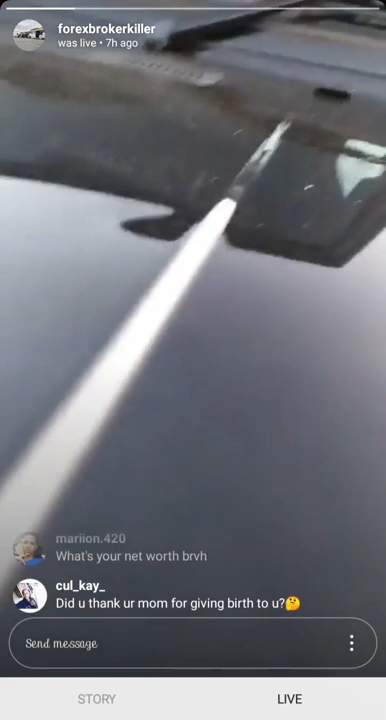 forexbrokerkiller
was live • 7h ago
mariion.420
What's your net worth brvh
cul_kay_
Did u thank ur mom for giving birth to u?🤔
Send message
STORY
LIVE